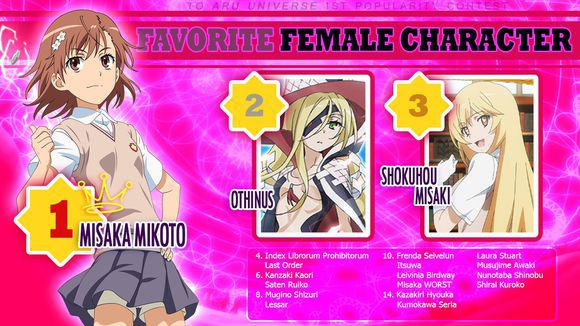 TO ARU UNIVERSE 1ST POPULARITY CONTEST
FAVORITE FEMALE CHARACTER
1
MISAKA MIKOTO
2
OTHINUS
3
SHOKUHOU
MISAKI
4. Index Librorum Prohibitorum
Last Order
6. Kanzaki Kaori
Saten Ruiko
8. Mugino Shizuri
Lessar
10. Frenda Seivelun
Itsuwa
Leivinia Birdway
Misaka WORST
14. Kazakiri Hyouka
Kumokawa Seria
Laura Stuart
Musujime Awaki
Nunotaba Shinobu
Shirai Kuroko